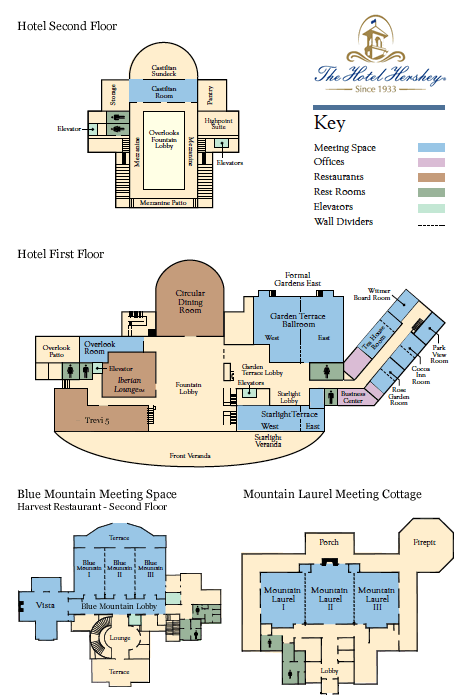 Hotel Second Floor
The Hotel Hershey
Since 1933
Castilian
Sundeck
Castilian
Room
Storage
Pantry
Elevator
Highpoint
Suite
Overlooks
Fountain
Lobby
Mezzanine
Mezzanine
Elevators
Mezzanine Patio
Key
Meeting Space
Offices
Restaurants
Rest Rooms
Elevators
Wall Dividers
Hotel First Floor
Circular
Dining
Room
Formal
Gardens East
Garden Terrace
Ballroom
West
East
Witmer
Board Room
Tea House
Room
Park
View
Room
Cocoa
Inn
Room
Rose
Garden
Room
Overlook
Patio
Overlook
Room
Elevator
Iberian
Lounge
Fountain
Lobby
Garden
Terrace Lobby
Elevators
Starlight
Lobby
Business
Center
Trevi 5
Starlight Terrace
West
East
Starlight
Veranda
Front Veranda
Blue Mountain Meeting Space
Harvest Restaurant - Second Floor
Terrace
Blue
Mountain
I
Blue
Mountain
II
Blue
Mountain
III
Vista
Blue Mountain Lobby
Lounge
Terrace
Mountain Laurel Meeting Cottage
Porch
Firepit
Mountain
Laurel
I
Mountain
Laurel
II
Mountain
Laurel
III
Lobby